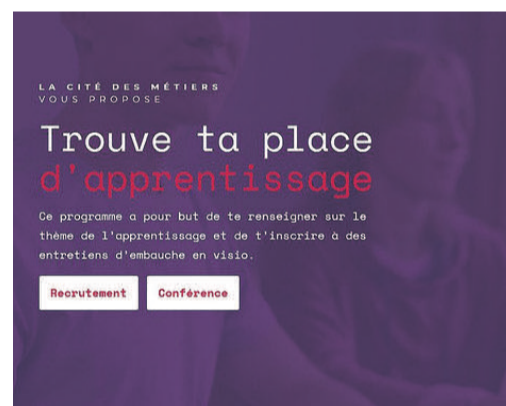 LA CITÉ DES MÉTIERS
VOUS PROPOSE
Trouve ta place
d'apprentissage
Ce programme a pour but de te renseigner sur le
thème de l'apprentissage et de t'inscrire à des
entretiens d'embauche en visio.
Recrutement Conférence